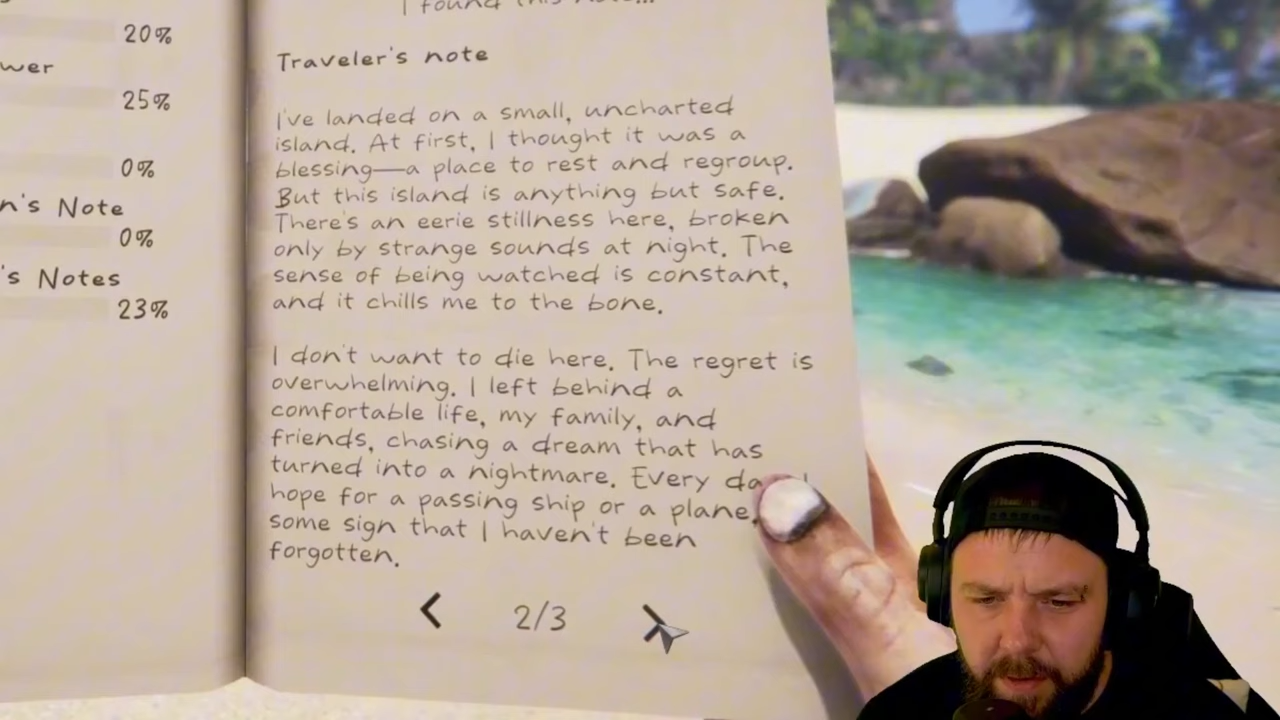 20%
wer
25%
0%
n's Note
0%
's Notes
23%
I found this note...
Traveler's note
I've landed on a small, uncharted
island. At first, I thought it was a
blessing—a place to rest and regroup.
But this island is anything but safe.
There's an eerie stillness here, broken
only by strange sounds at night. The
sense of being watched is constant,
and it chills me to the bone.
I don't want to die here. The regret is
overwhelming. I left behind a
comfortable life, my family, and
friends, chasing a dream that has
turned into a nightmare. Every da
hope for a passing ship or a plane,
some sign that I haven't been
forgotten.
2/3